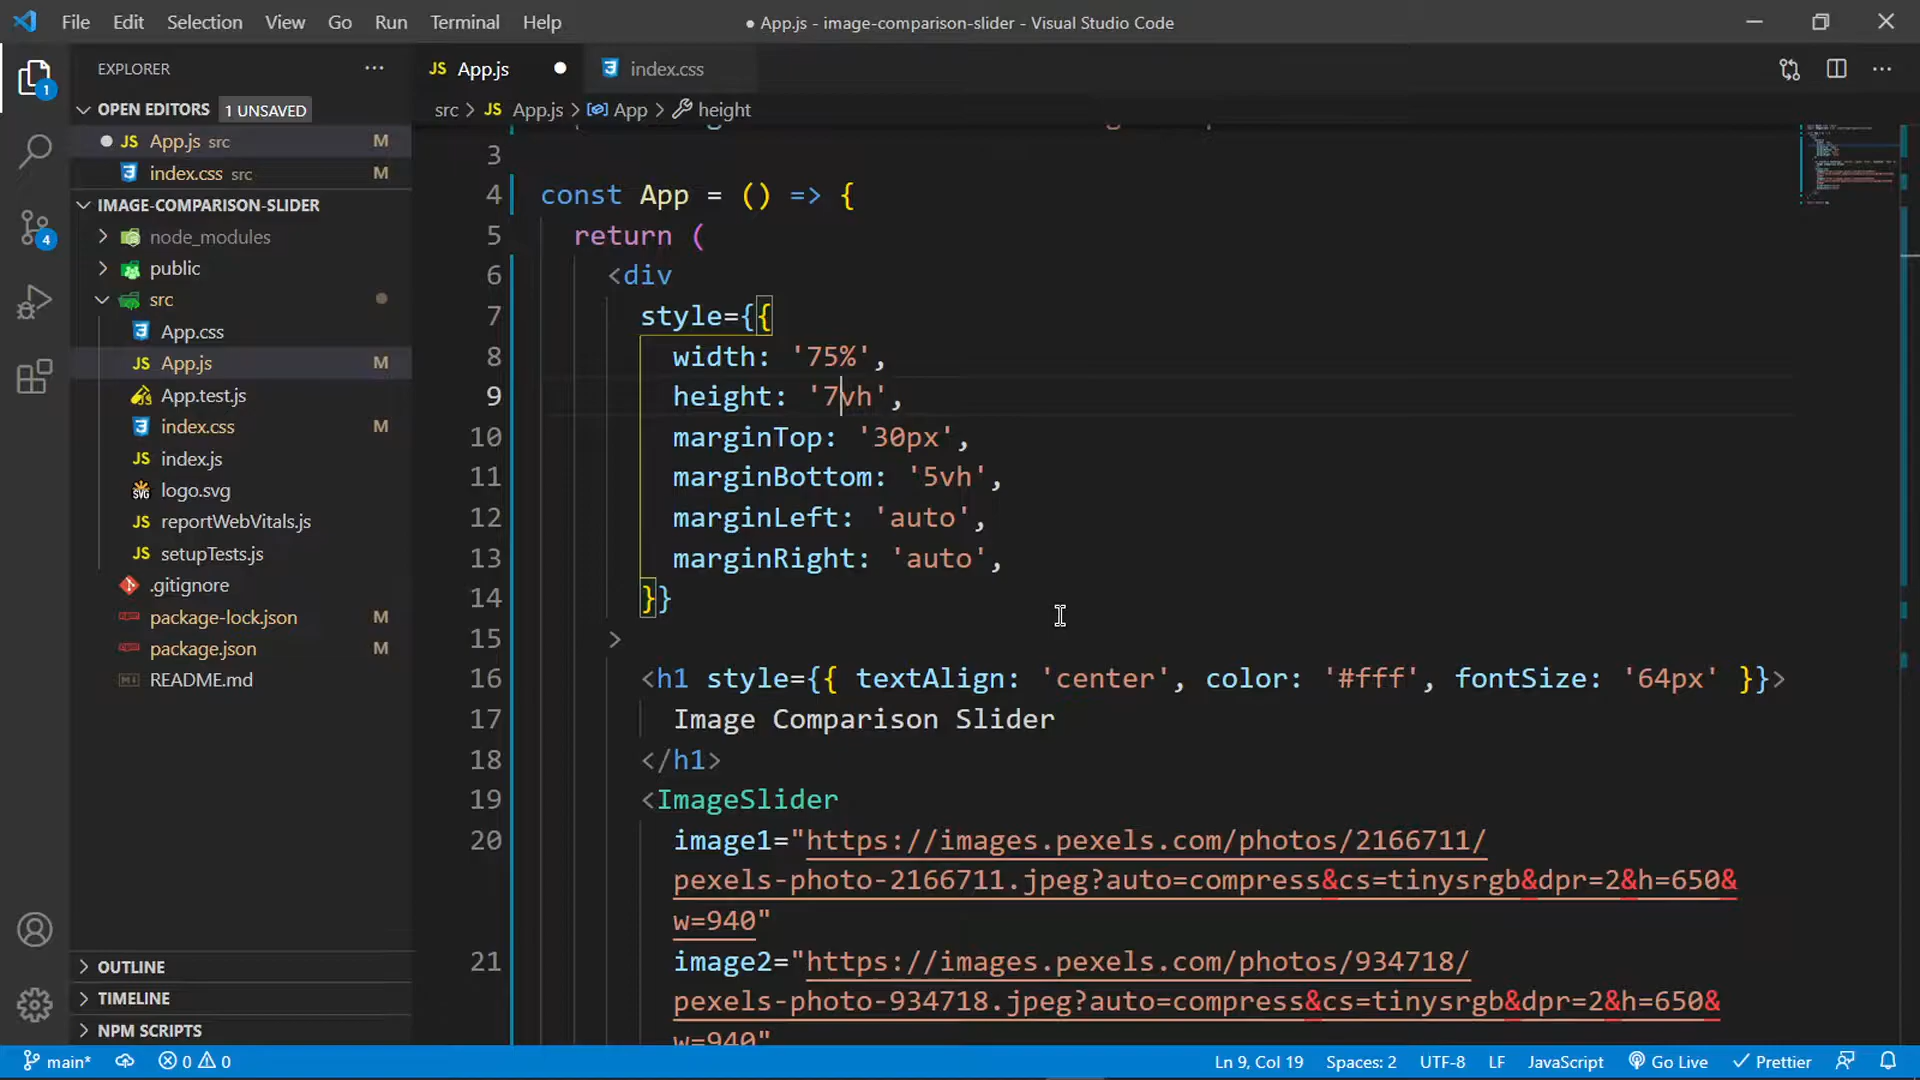 File Edit Selection View Go Run Terminal Help
● App.js - image-comparison-slider - Visual Studio Code
EXPLORER
OPEN EDITORS 1 UNSAVED
JS App.js src M
index.css src M
IMAGE-COMPARISON-SLIDER
node_modules
public
src
App.css
JS App.js
App.test.js
index.css M
JS index.js
logo.svg
JS reportWebVitals.js
JS setupTests.js
.gitignore
package-lock.json M
package.json M
README.md
OUTLINE
TIMELINE
NPM SCRIPTS
1
4
JS App.js
index.css
src > JS App.js > App > height
3
4 const App = () => {
5 return (
6 <div
7 style={{
8 width: '75%',
9 height: '7vh',
10 marginTop: '30px',
11 marginBottom: '5vh',
12 marginLeft: 'auto',
13 marginRight: 'auto',
14 }}
15 >
16 <h1 style={{ textAlign: 'center', color: '#fff', fontSize: '64px' }}>
17 Image Comparison Slider
18 </h1>
19 <ImageSlider
20 image1="https://images.pexels.com/photos/2166711/
pexels-photo-2166711.jpeg?auto=compress&cs=tinysrgb&dpr=2&h=650&
w=940"
21 image2="https://images.pexels.com/photos/934718/
pexels-photo-934718.jpeg?auto=compress&cs=tinysrgb&dpr=2&h=650&
w=940"
main* 0 0 Ln 9, Col 19 Spaces: 2 UTF-8 LF JavaScript Go Live Prettier